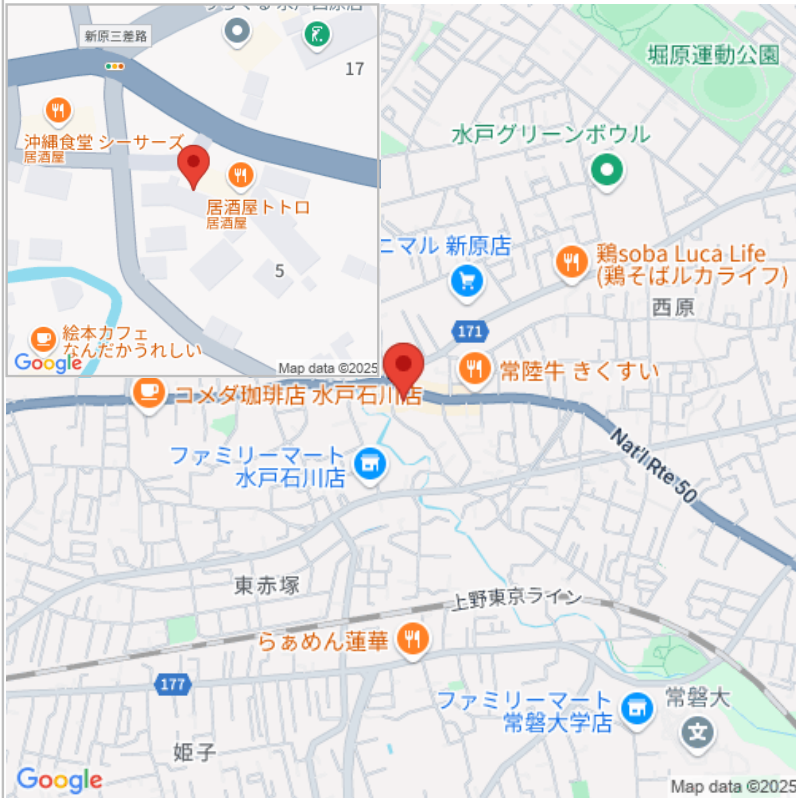 新原三差路
17
沖縄食堂 シーサーズ
居酒屋
居酒屋トトロ
居酒屋
5
絵本カフェ
なんだかうれしい
Google
Map data ©2025
堀原運動公園
水戸グリーンボウル
ニマル 新原店
鶏soba Luca Life
(鶏そばルカライフ)
西原
171
常陸牛 きくすい
コメダ珈琲店 水戸石川店
ファミリーマート
水戸石川店
Nat'l Rte 50
東赤塚
上野東京ライン
らぁめん蓮華
177
ファミリーマート
常磐大学店
常磐大
姫子
Google
Map data ©2025